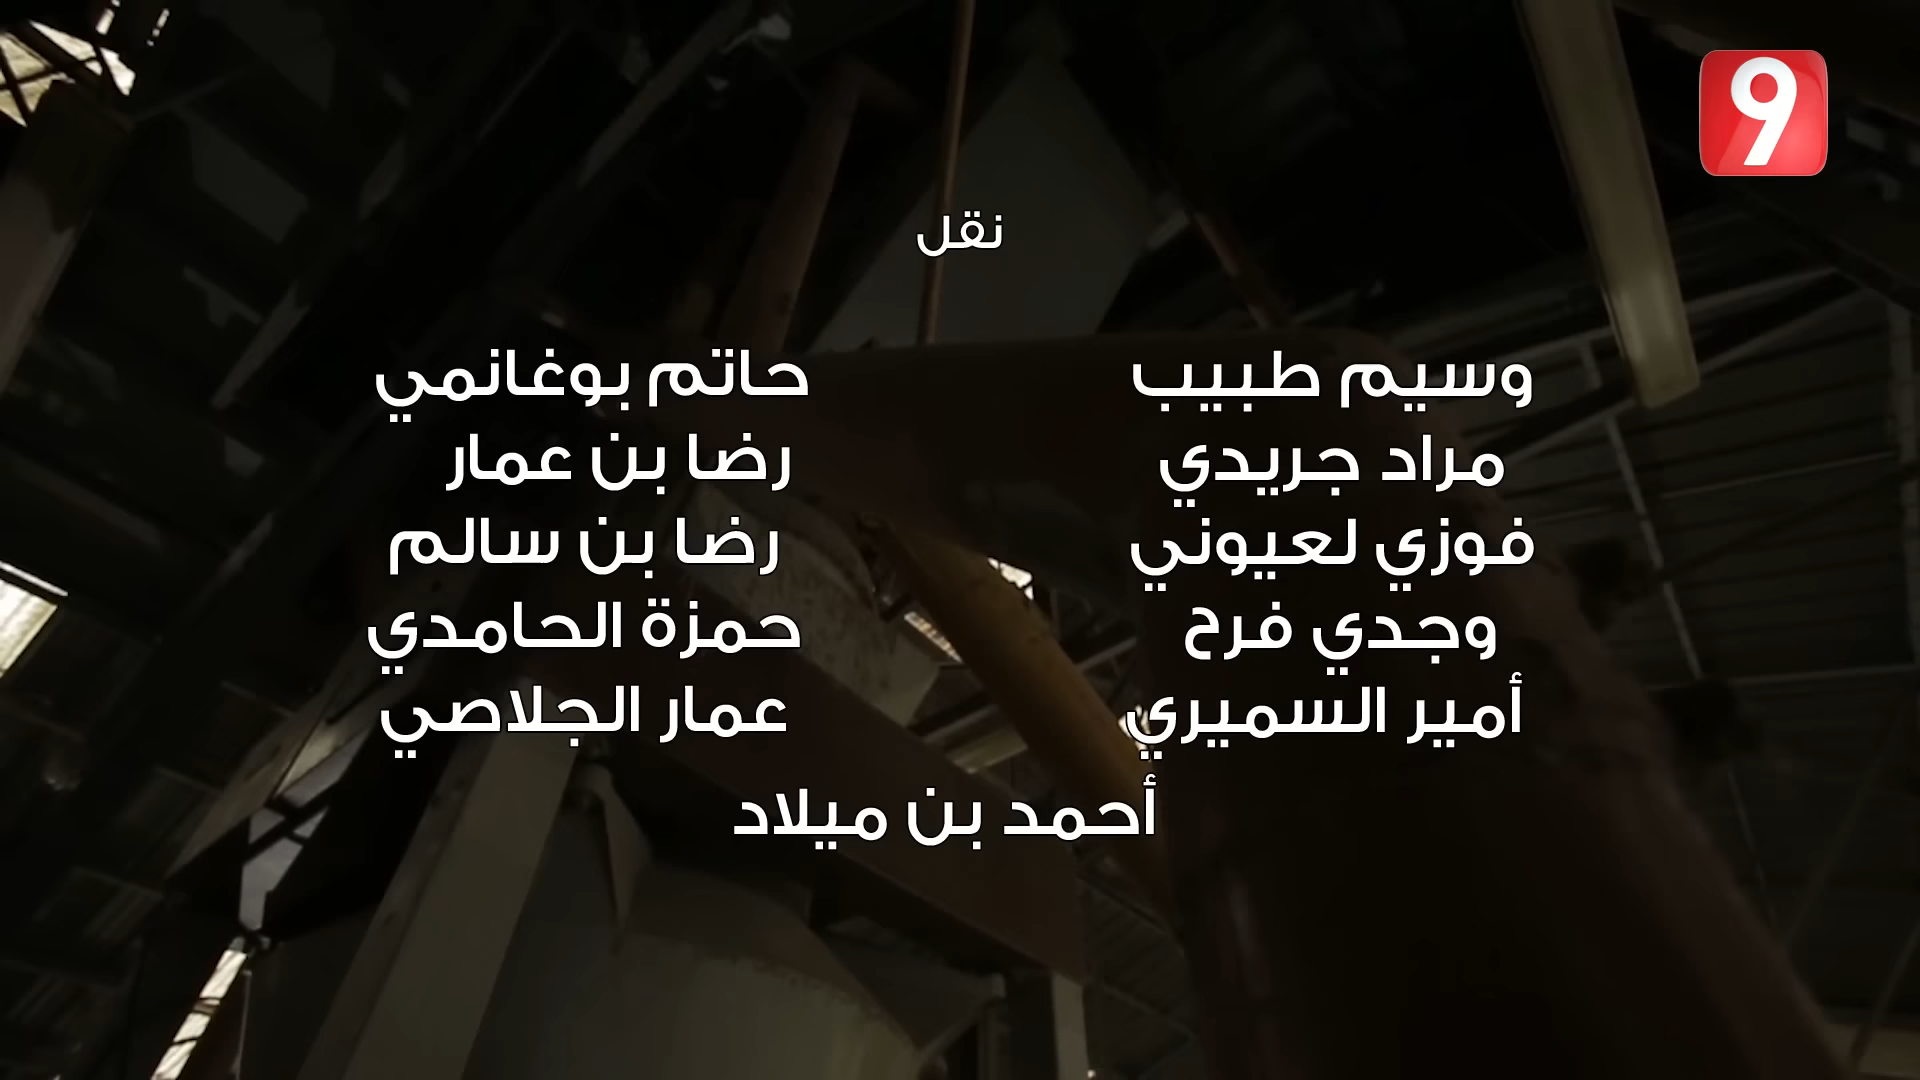 9
نقل
وسيم طبيب حاتم بوغانمي
مراد جريدي رضا بن عمار
فوزي لعيوني رضا بن سالم
وجدي فرح حمزة الحامدي
أمير السميري عمار الجلاصي
أحمد بن ميلاد